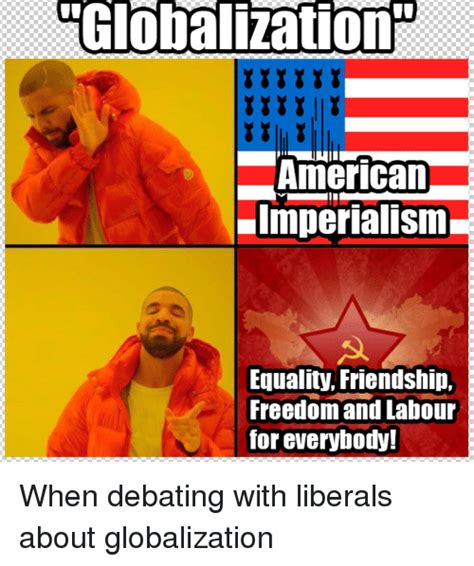 "Globalization"
American
Imperialism
Equality, Friendship,
Freedom and Labour
for everybody!
When debating with liberals
about globalization